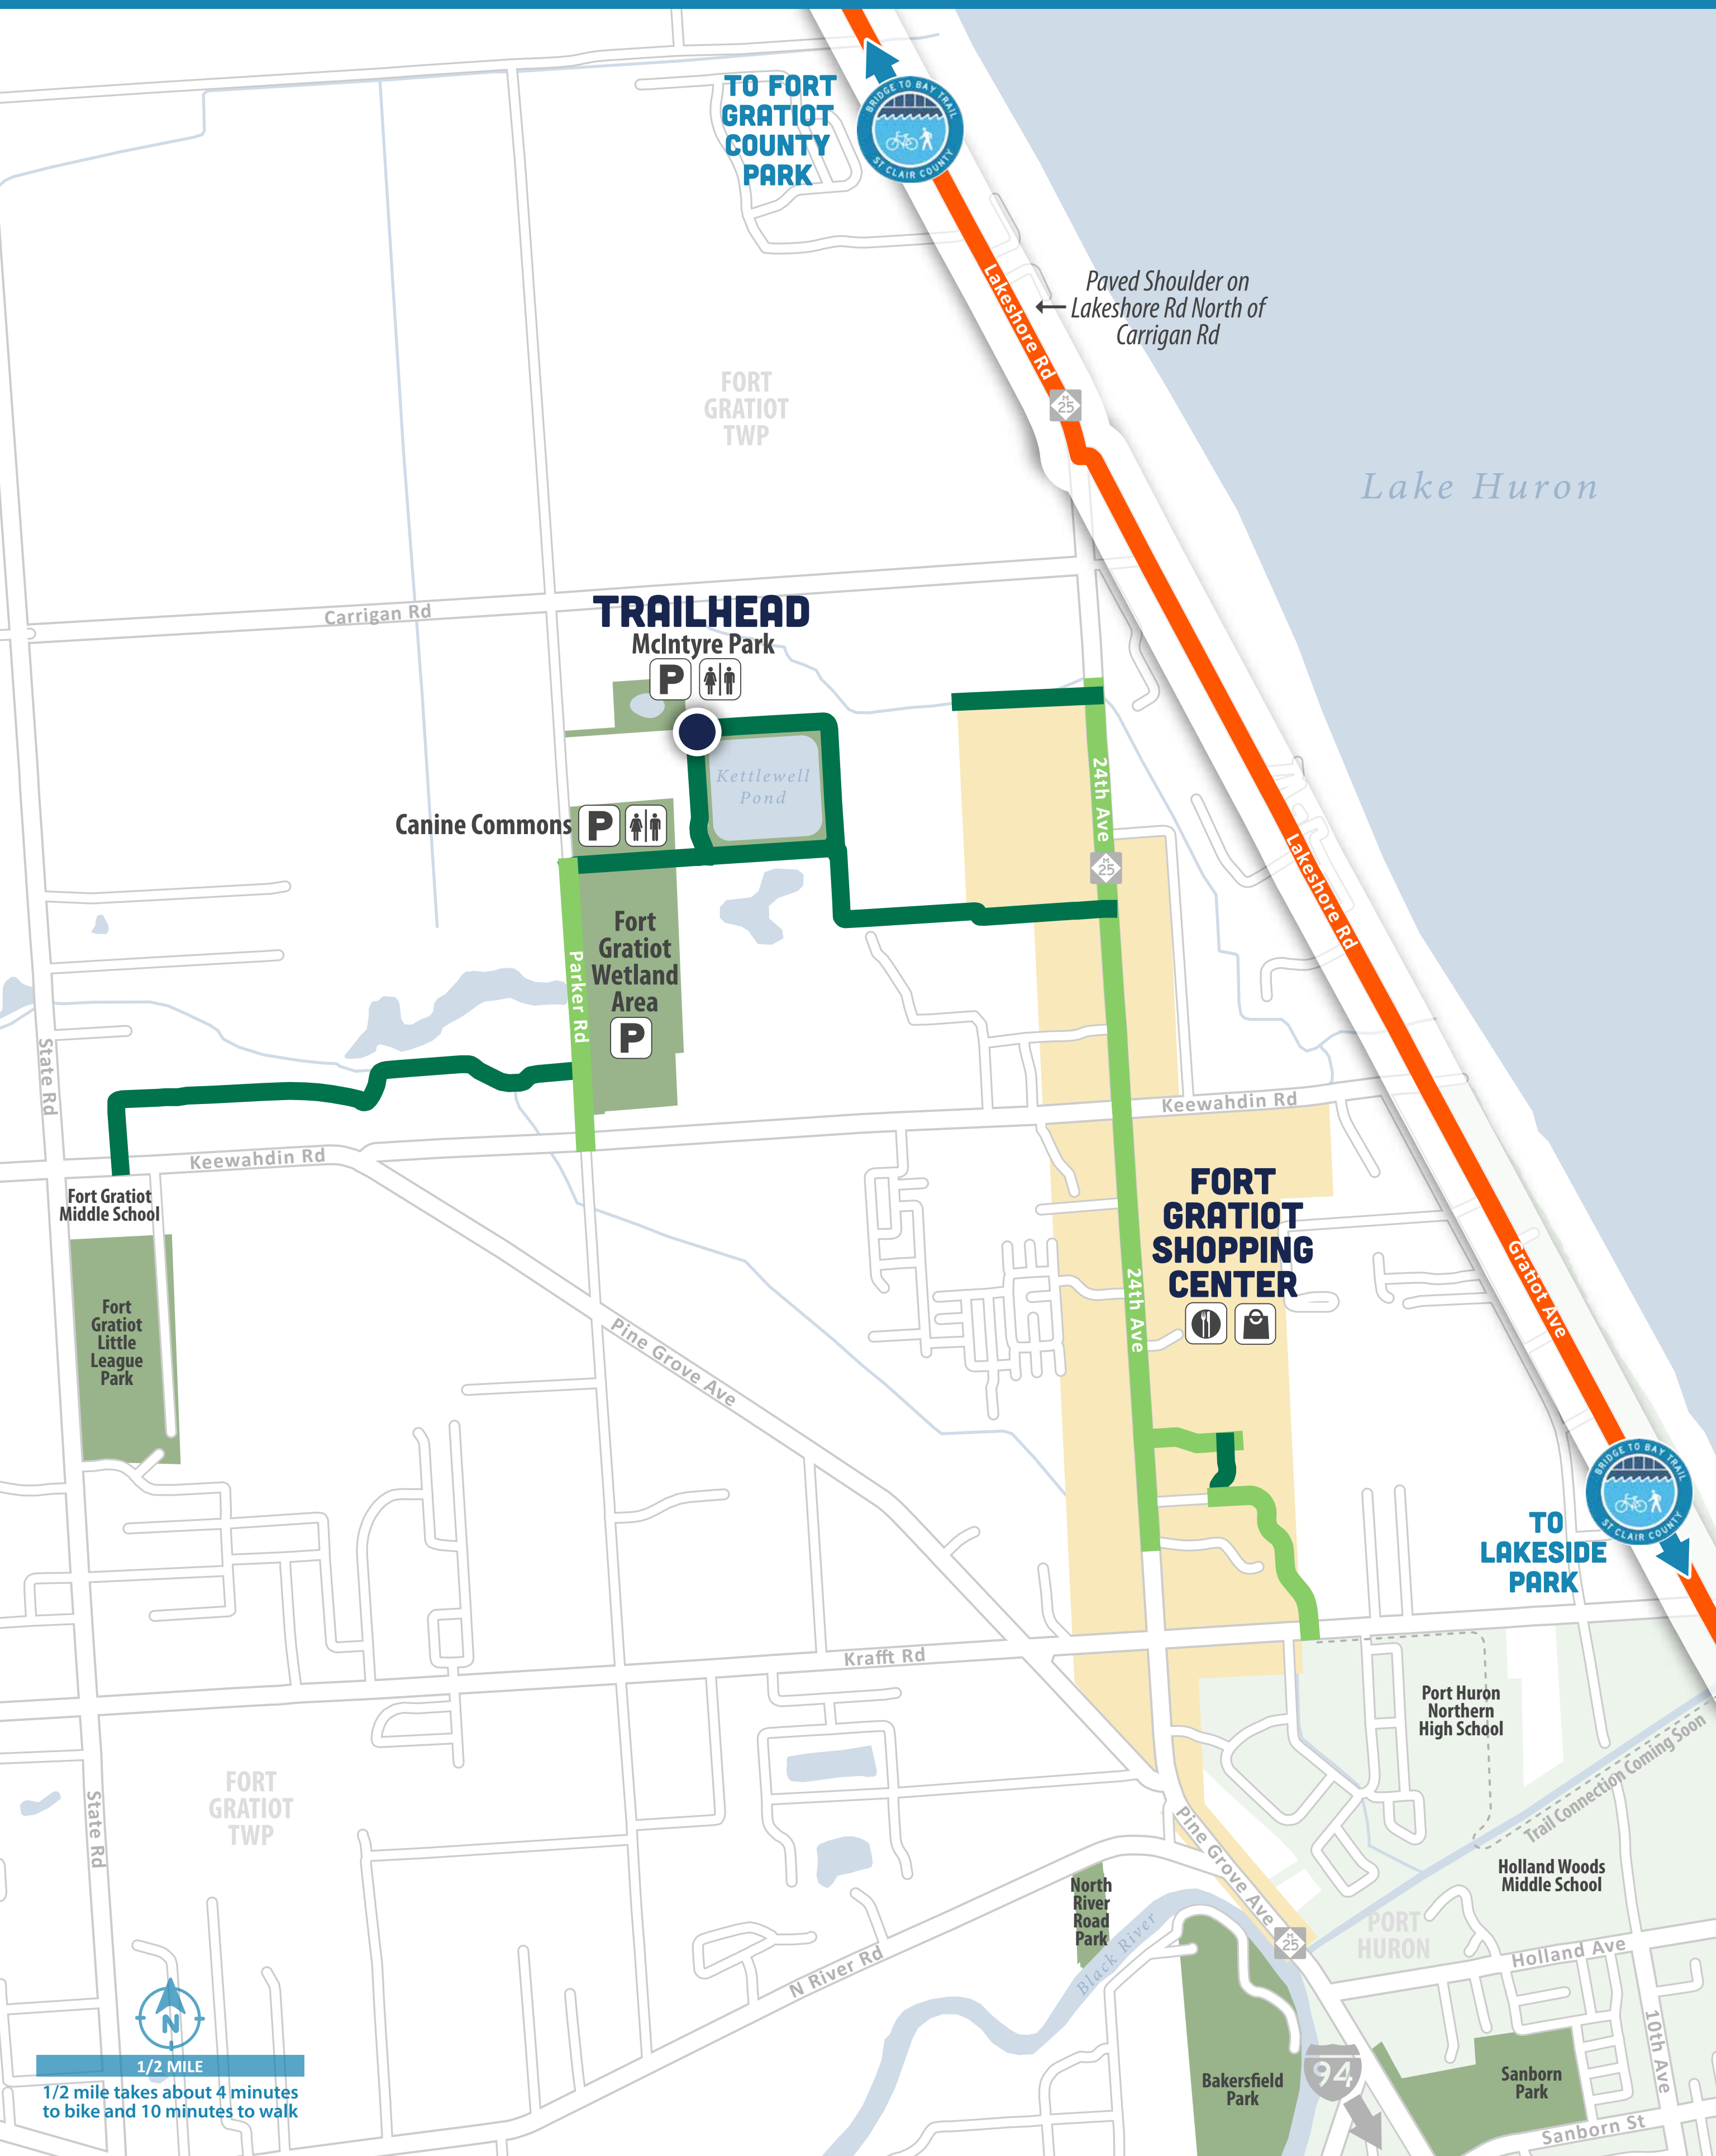 TO FORT
GRATIOT
COUNTY
PARK
BRIDGE TO BAY TRAIL
ST CLAIR COUNTY
Lakeshore Rd
Paved Shoulder on
Lakeshore Rd North of
Carrigan Rd
M
25
FORT
GRATIOT
TWP
Lake Huron
Carrigan Rd
TRAILHEAD
McIntyre Park
P
Kettlewell
Pond
24th Ave
M
25
Canine Commons
P
Lakeshore Rd
Fort
Gratiot
Wetland
Area
P
Parker Rd
State Rd
Keewahdin Rd
Keewahdin Rd
Fort Gratiot
Middle School
FORT
GRATIOT
SHOPPING
CENTER
24th Ave
Gratiot Ave
Fort
Gratiot
Little
League
Park
Pine Grove Ave
BRIDGE TO BAY TRAIL
ST CLAIR COUNTY
TO
LAKESIDE
PARK
Krafft Rd
Port Huron
Northern
High School
Trail Connection Coming Soon
FORT
GRATIOT
TWP
State Rd
Pine Grove Ave
Holland Woods
Middle School
North
River
Road
Park
Black River
PORT
HURON
M
25
Holland Ave
N River Rd
10th Ave
N
1/2 MILE
1/2 mile takes about 4 minutes
to bike and 10 minutes to walk
94
Bakersfield
Park
Sanborn
Park
Sanborn St